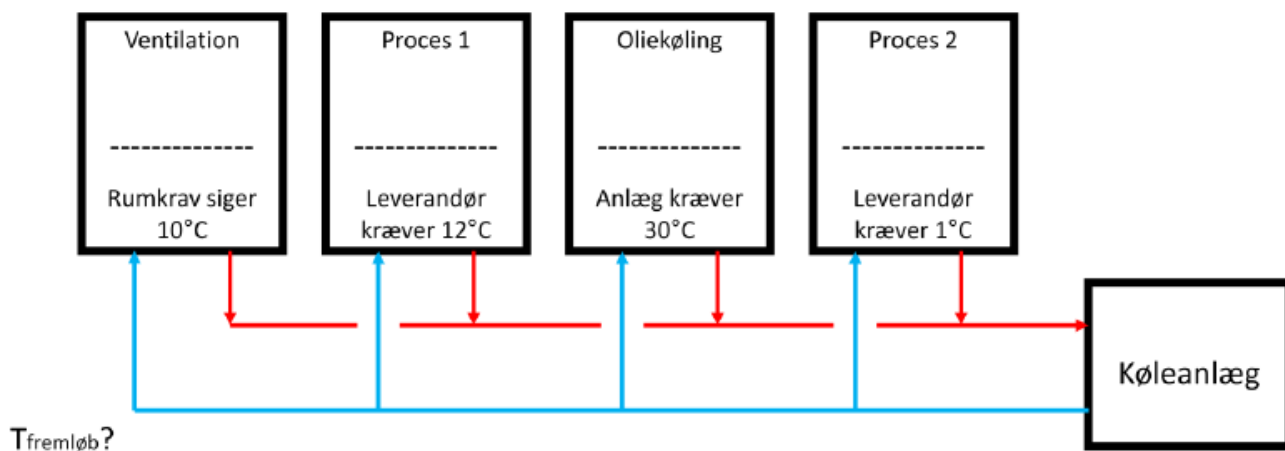 Ventilation
--------------
Rumkrav siger
10°C
Proces 1
--------------
Leverandør
kræver 12°C
Oliekøling
--------------
Anlæg kræver
30°C
Proces 2
--------------
Leverandør
kræver 1°C
Køleanlæg
Tfremløb?